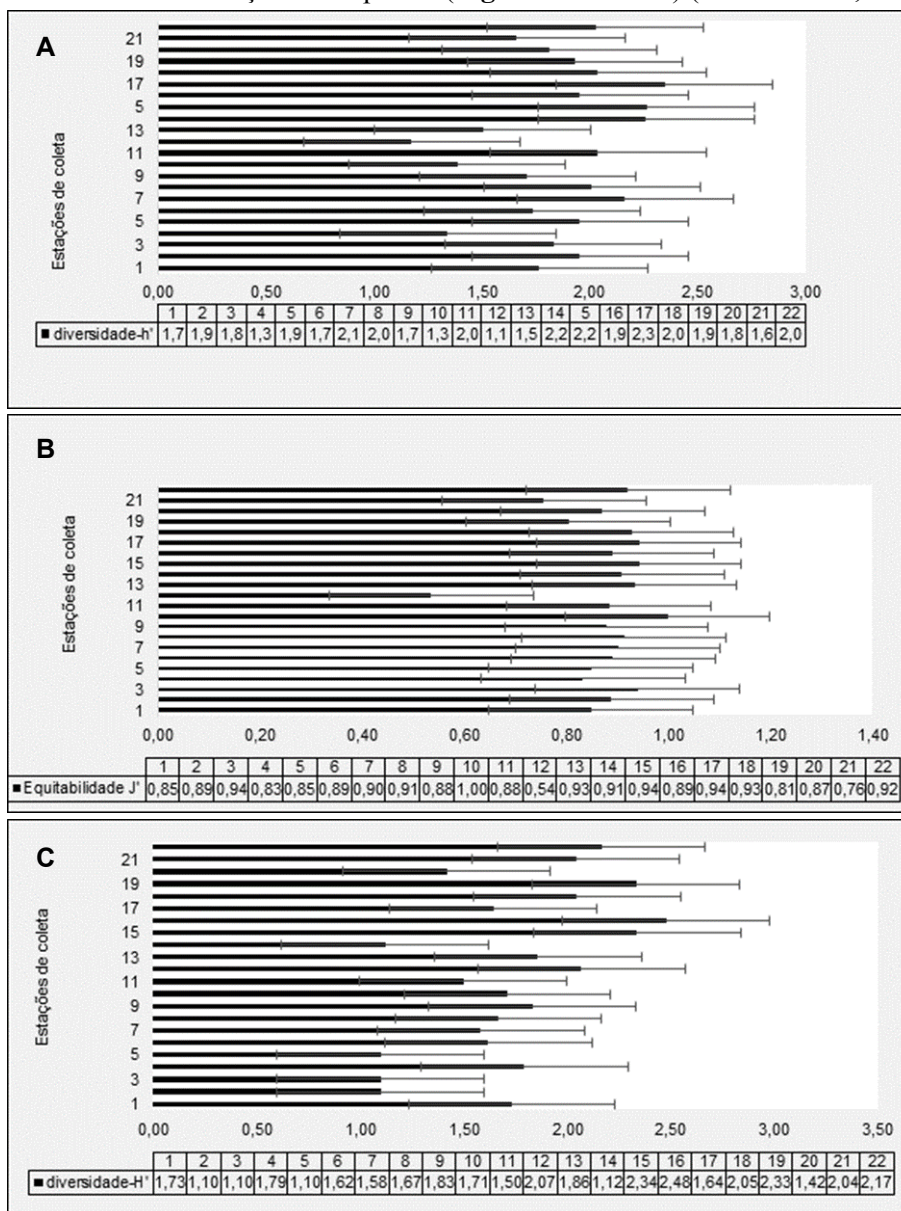 A
21
19
17
5
13
11
9
7
5
3
1
Estações de coleta
0,00 0,50 1,00 1,50 2,00 2,50 3,00
1 2 3 4 5 6 7 8 9 10 11 12 13 14 5 16 17 18 19 20 21 22
diversidade-h' 1,7 1,9 1,8 1,3 1,9 1,7 2,1 2,0 1,7 1,3 2,0 1,1 1,5 2,2 2,2 1,9 2,3 2,0 1,9 1,8 1,6 2,0
B
21
19
17
15
13
11
9
7
5
3
1
Estações de coleta
0,00 0,20 0,40 0,60 0,80 1,00 1,20 1,40
1 2 3 4 5 6 7 8 9 10 11 12 13 14 15 16 17 18 19 20 21 22
Equitabilidade J' 0,85 0,89 0,94 0,83 0,85 0,89 0,90 0,91 0,88 1,00 0,88 0,54 0,93 0,91 0,94 0,89 0,94 0,93 0,81 0,87 0,76 0,92
C
21
19
17
15
13
11
9
7
5
3
1
Estações de coleta
0,00 0,50 1,00 1,50 2,00 2,50 3,00 3,50
1 2 3 4 5 6 7 8 9 10 11 12 13 14 15 16 17 18 19 20 21 22
diversidade-H' 1,73 1,10 1,10 1,79 1,10 1,62 1,58 1,67 1,83 1,71 1,50 2,07 1,86 1,12 2,34 2,48 1,64 2,05 2,33 1,42 2,04 2,17